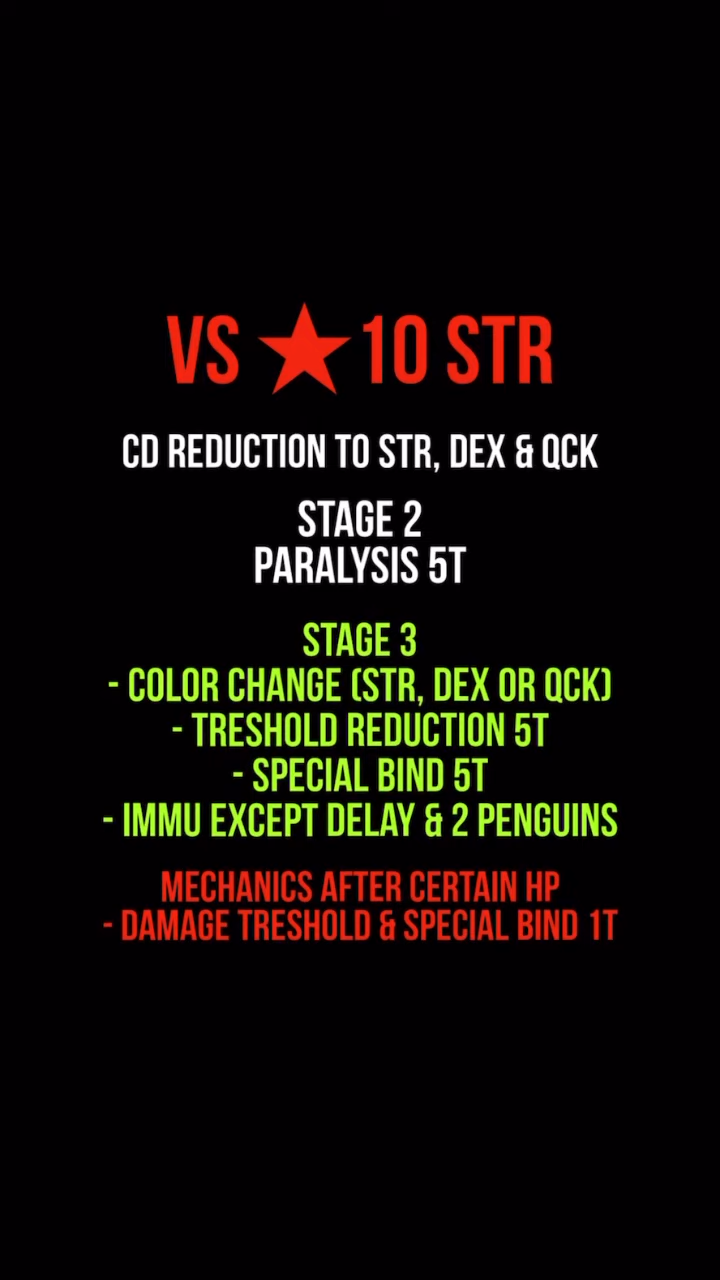 VS ★10 STR
CD REDUCTION TO STR, DEX & QCK
STAGE 2
PARALYSIS 5T
STAGE 3
- COLOR CHANGE (STR, DEX OR QCK)
- TRESHOLD REDUCTION 5T
- SPECIAL BIND 5T
- IMMU EXCEPT DELAY & 2 PENGUINS
MECHANICS AFTER CERTAIN HP
- DAMAGE TRESHOLD & SPECIAL BIND 1T